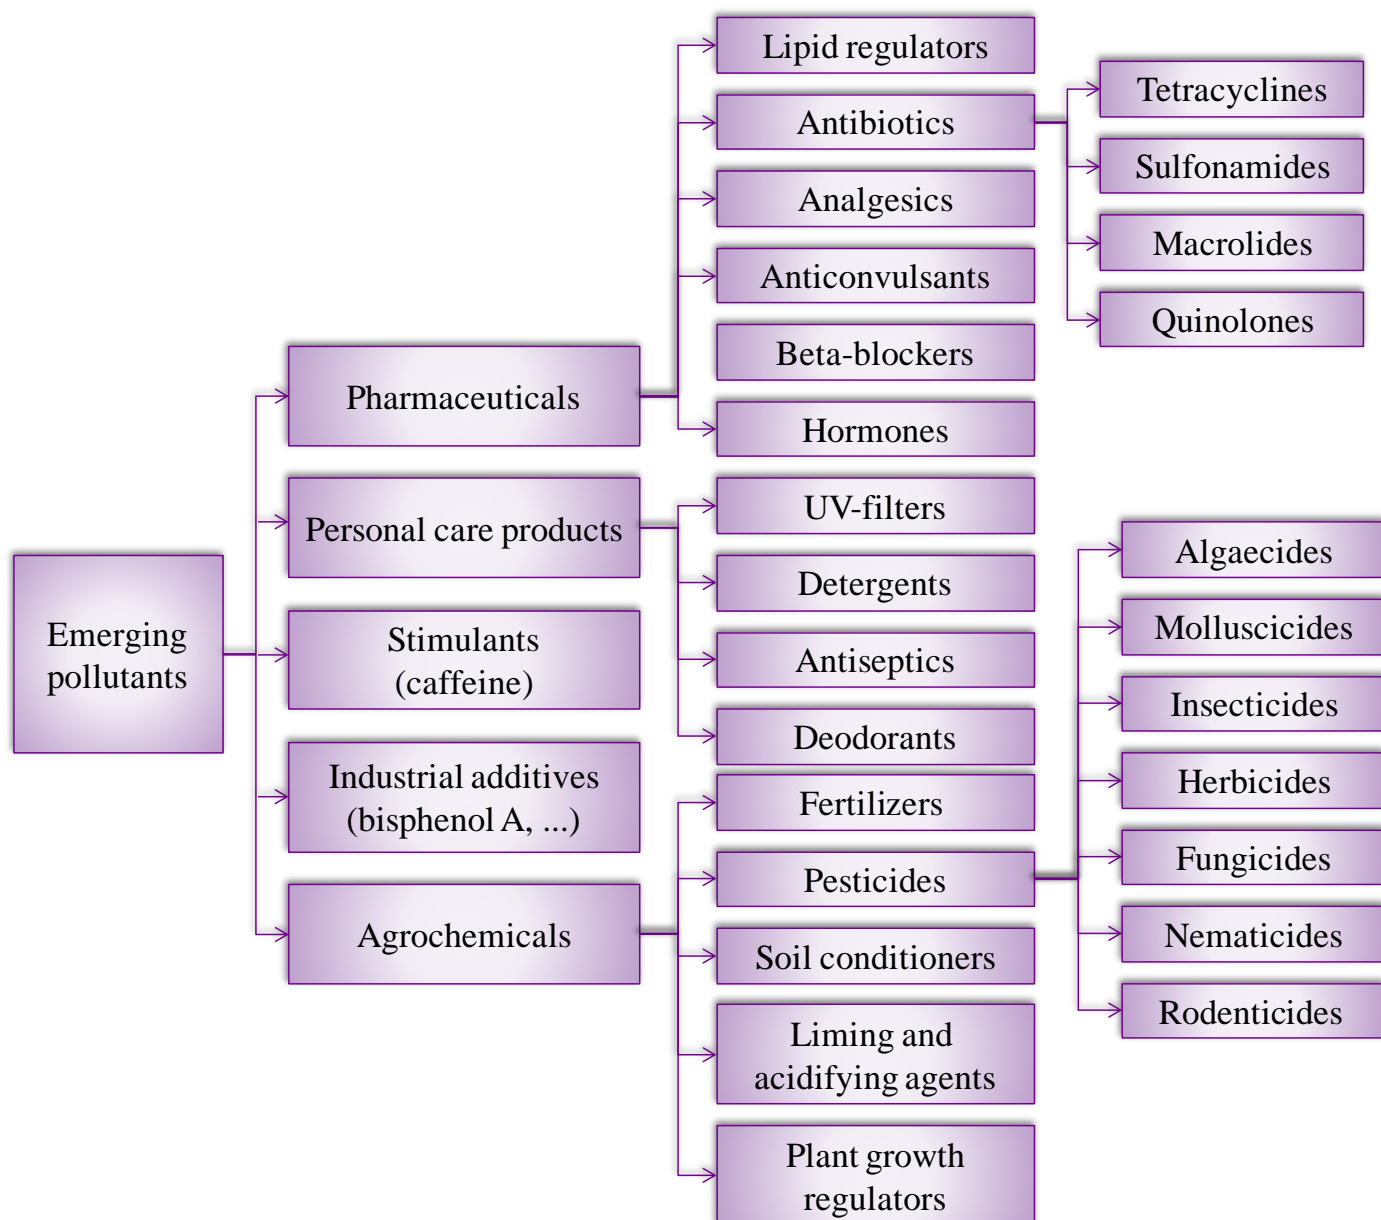 Emerging
pollutants
Pharmaceuticals
Personal care products
Stimulants
(caffeine)
Industrial additives
(bisphenol A, ...)
Agrochemicals
Lipid regulators
Antibiotics
Analgesics
Anticonvulsants
Beta-blockers
Hormones
UV-filters
Detergents
Antiseptics
Deodorants
Fertilizers
Pesticides
Soil conditioners
Liming and
acidifying agents
Plant growth
regulators
Tetracyclines
Sulfonamides
Macrolides
Quinolones
Algaecides
Molluscicides
Insecticides
Herbicides
Fungicides
Nematicides
Rodenticides